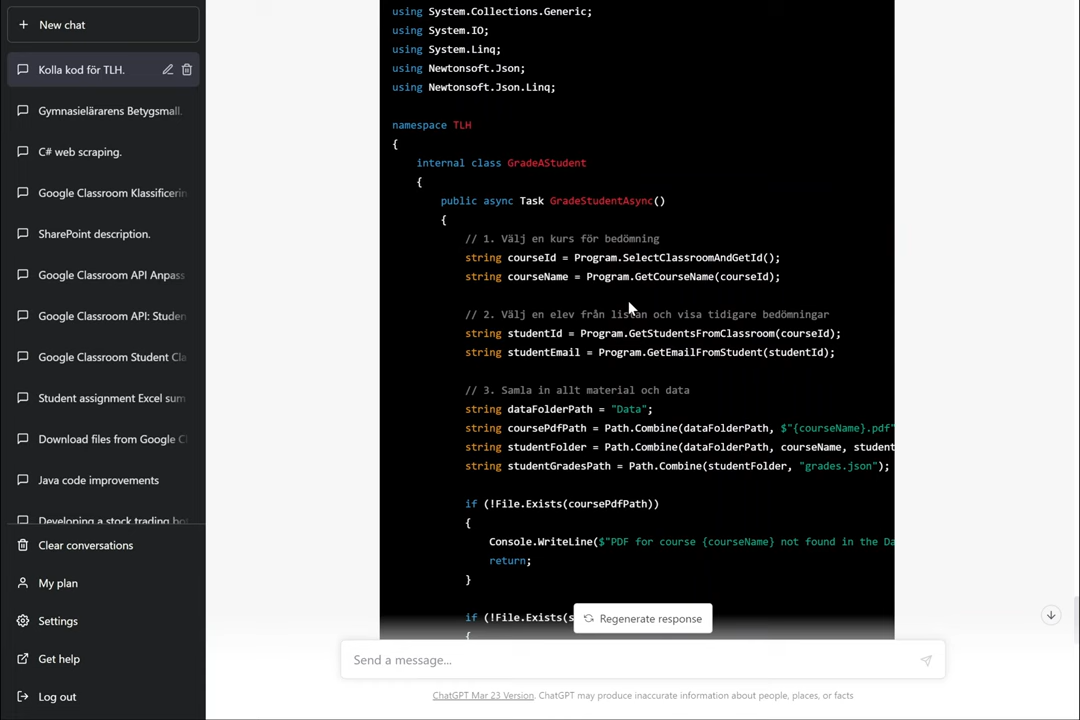 New chat
Kolla kod för TLH.
Gymnasielärarens Betygsmall.
C# web scraping.
Google Classroom Klassificerin
SharePoint description.
Google Classroom API Anpass
Google Classroom API: Studen
Google Classroom Student Cla
Student assignment Excel sum
Download files from Google C
Java code improvements
Developing a stock trading bot
Clear conversations
My plan
Settings
Get help
Log out
using System.Collections.Generic;
using System.IO;
using System.Linq;
using Newtonsoft.Json;
using Newtonsoft.Json.Linq;
namespace TLH
{
internal class GradeAStudent
{
public async Task GradeStudentAsync()
{
// 1. Välj en kurs för bedömning
string courseId = Program.SelectClassroomAndGetId();
string courseName = Program.GetCourseName(courseId);
// 2. Välj en elev från listan och visa tidigare bedömningar
string studentId = Program.GetStudentsFromClassroom(courseId);
string studentEmail = Program.GetEmailFromStudent(studentId);
// 3. Samla in allt material och data
string dataFolderPath = "Data";
string coursePdfPath = Path.Combine(dataFolderPath, $"{courseName}.pdf"
string studentFolder = Path.Combine(dataFolderPath, courseName, student
string studentGradesPath = Path.Combine(studentFolder, "grades.json");
if (!File.Exists(coursePdfPath))
{
Console.WriteLine($"PDF for course {courseName} not found in the Da
return;
}
if (!File.Exists(s
{
Regenerate response
Send a message...
ChatGPT Mar 23 Version. ChatGPT may produce inaccurate information about people, places, or facts